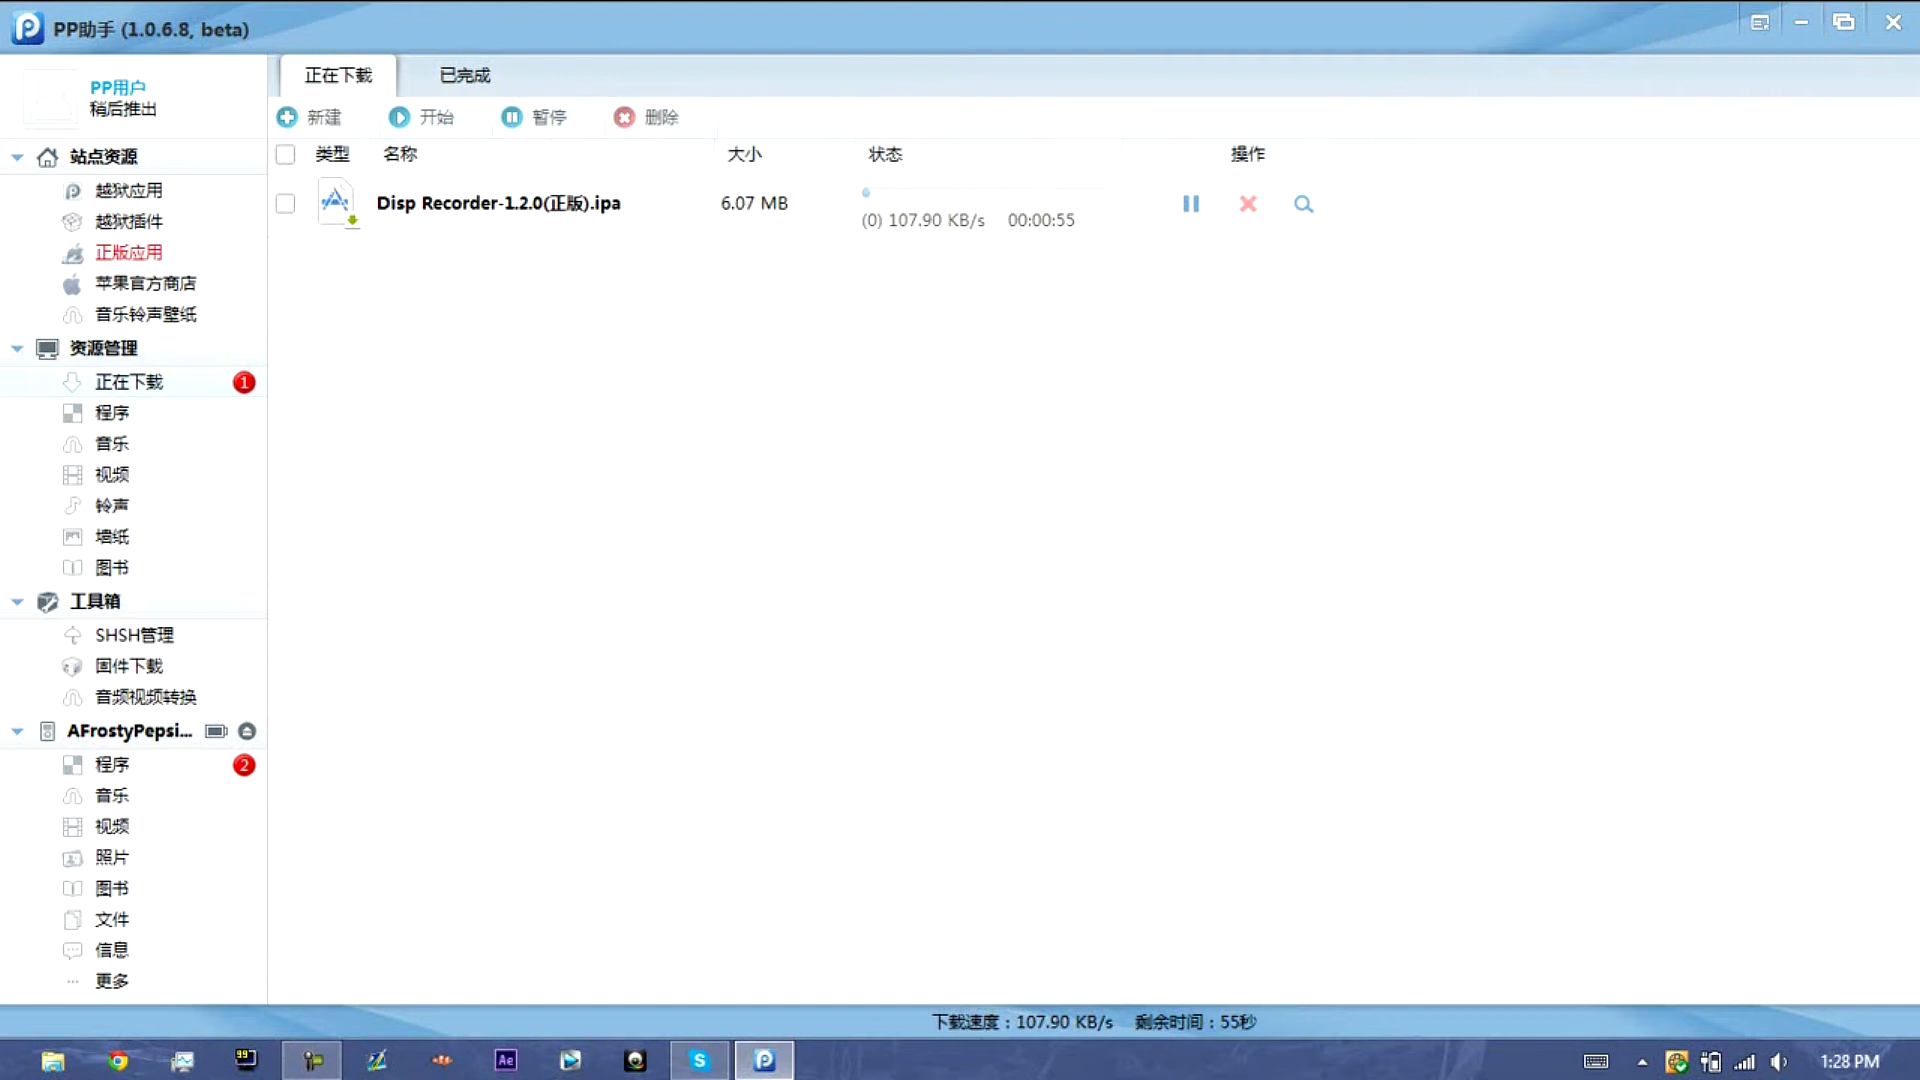 PP助手 (1.0.6.8, beta)
PP用户
稍后推出
正在下载 已完成
新建 开始 暂停 删除
类型 名称 大小 状态 操作
Disp Recorder-1.2.0(正版).ipa 6.07 MB
(0) 107.90 KB/s 00:00:55
站点资源
越狱应用
越狱插件
正版应用
苹果官方商店
音乐铃声壁纸
资源管理
正在下载 1
程序
音乐
视频
铃声
墙纸
图书
工具箱
SHSH管理
固件下载
音频视频转换
AFrostyPepsi...
程序 2
音乐
视频
照片
图书
文件
信息
更多
下载速度：107.90 KB/s 剩余时间：55秒
99
Ae
1:28 PM